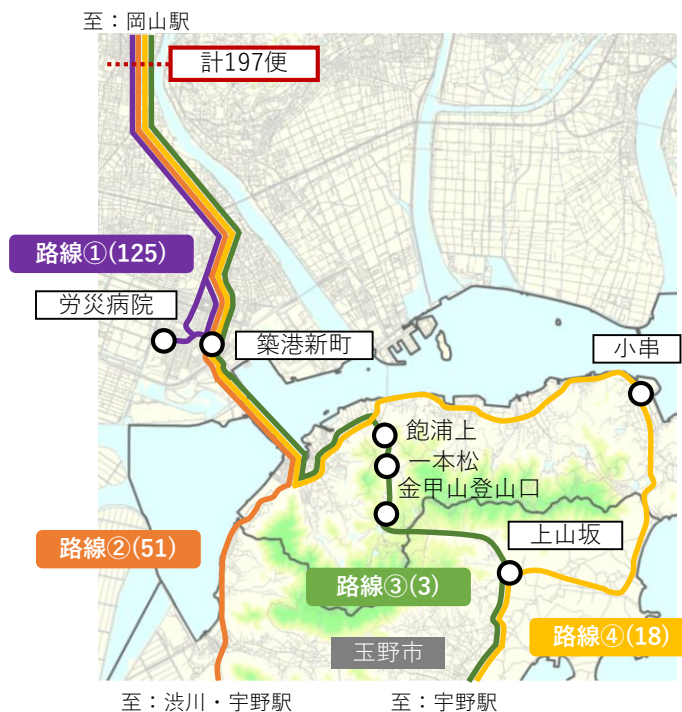 至：岡山駅
計197便
路線①(125)
労災病院
築港新町
小串
飽浦上
一本松
金甲山登山口
上山坂
路線②(51)
路線③(3)
路線④(18)
玉野市
至：渋川・宇野駅
至：宇野駅